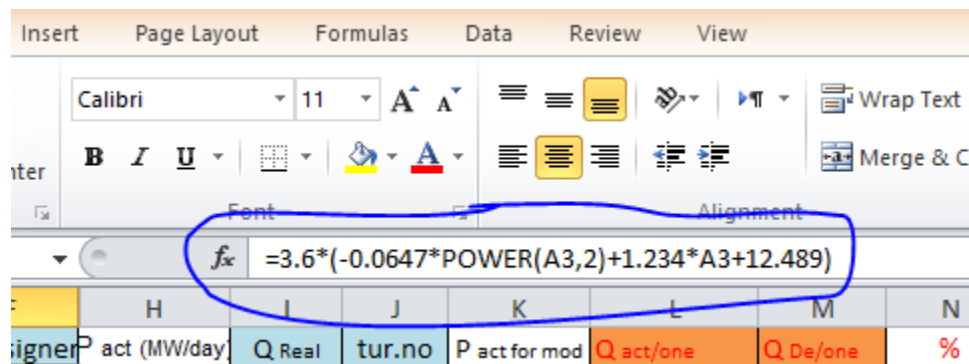 Insert Page Layout Formulas Data Review View
Calibri 11 A A Wrap Text
B I U A Merge & C
nter
Font Alignment
fx =3.6*(-0.0647*POWER(A3,2)+1.234*A3+12.489)
H I J K L M N
signer P act (MW/day) Q Real tur.no P act for mod Q act/one Q De/one %